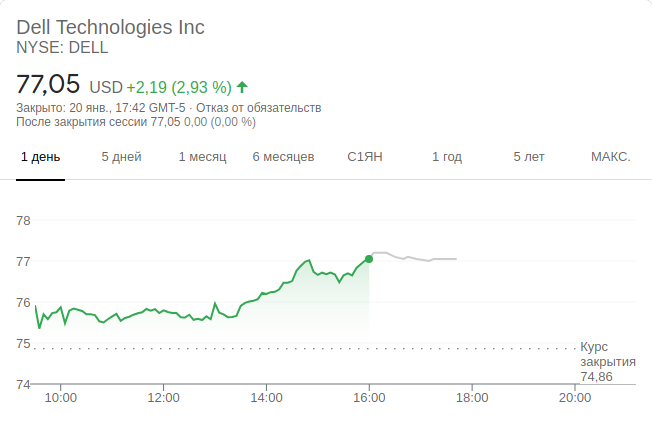 Dell Technologies Inc
NYSE: DELL
77,05 USD +2,19 (2,93 %)
Закрыто: 20 янв., 17:42 GMT-5 · Отказ от обязательств
После закрытия сессии 77,05 0,00 (0,00 %)
1 день 5 дней 1 месяц 6 месяцев С1ЯН 1 год 5 лет МАКС.
78
77
76
75
Курс
закрытия
74,86
74
10:00 12:00 14:00 16:00 18:00 20:00